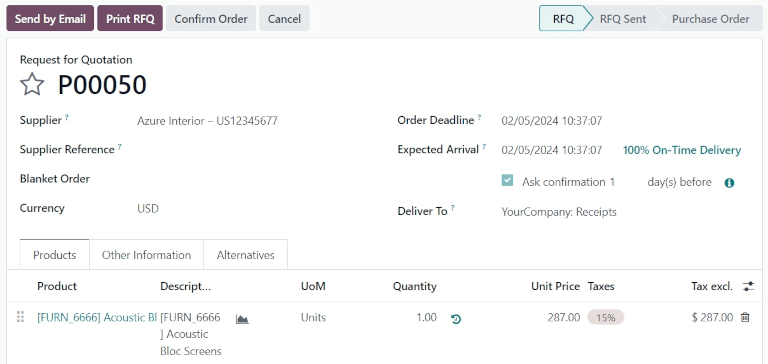 Send by Email Print RFQ Confirm Order Cancel RFQ RFQ Sent Purchase Order
Request for Quotation
P00050
Supplier ? Azure Interior – US12345677 Order Deadline ? 02/05/2024 10:37:07
Supplier Reference ? Expected Arrival ? 02/05/2024 10:37:07 100% On-Time Delivery
Blanket Order Ask confirmation 1 day(s) before
Currency USD Deliver To ? YourCompany: Receipts
Products Other Information Alternatives
Product Descript... UoM Quantity Unit Price Taxes Tax excl.
[FURN_6666] Acoustic Bl [FURN_6666 Units 1.00 287.00 15% $ 287.00
] Acoustic
Bloc Screens